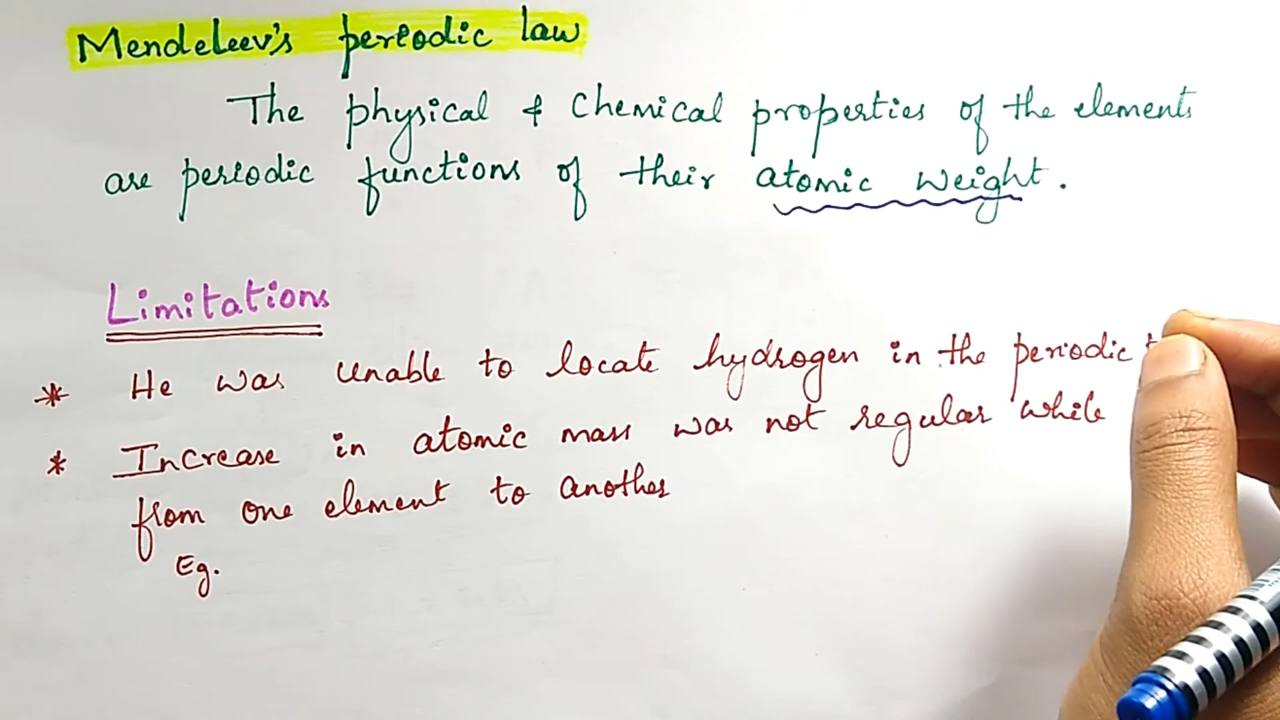 Mendeleev's periodic law
The physical & chemical properties of the elements
are periodic functions of their atomic weight.
Limitations
* He was unable to locate hydrogen in the periodic
* Increase in atomic mass was not regular while
from one element to another
Eg.